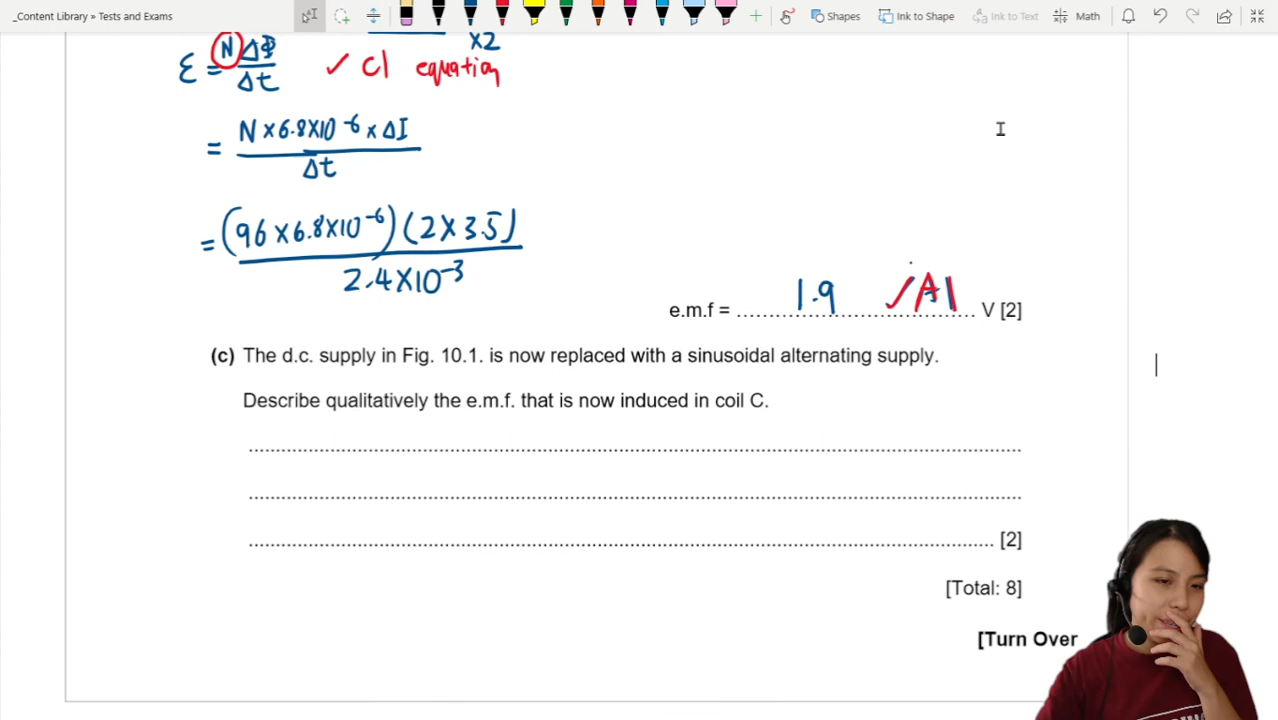 _Content Library » Tests and Exams
Shapes
Ink to Shape
Ink to Text
Math
×2
ε = N ΔΦ / Δt ✓ C1 equation
= N × 6.8×10⁻⁶ × ΔI / Δt
= (96 × 6.8×10⁻⁶)(2 × 3.5) / 2.4×10⁻³
e.m.f = ........ 1.9 ✓A1 ........ V [2]
(c) The d.c. supply in Fig. 10.1. is now replaced with a sinusoidal alternating supply.
Describe qualitatively the e.m.f. that is now induced in coil C.
[2]
[Total: 8]
[Turn Over